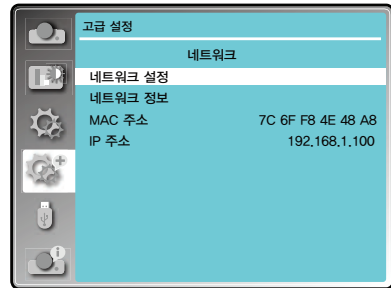 고급 설정
네트워크
네트워크 설정
네트워크 정보
MAC 주소 7C 6F F8 4E 48 A8
IP 주소 192.168.1.100